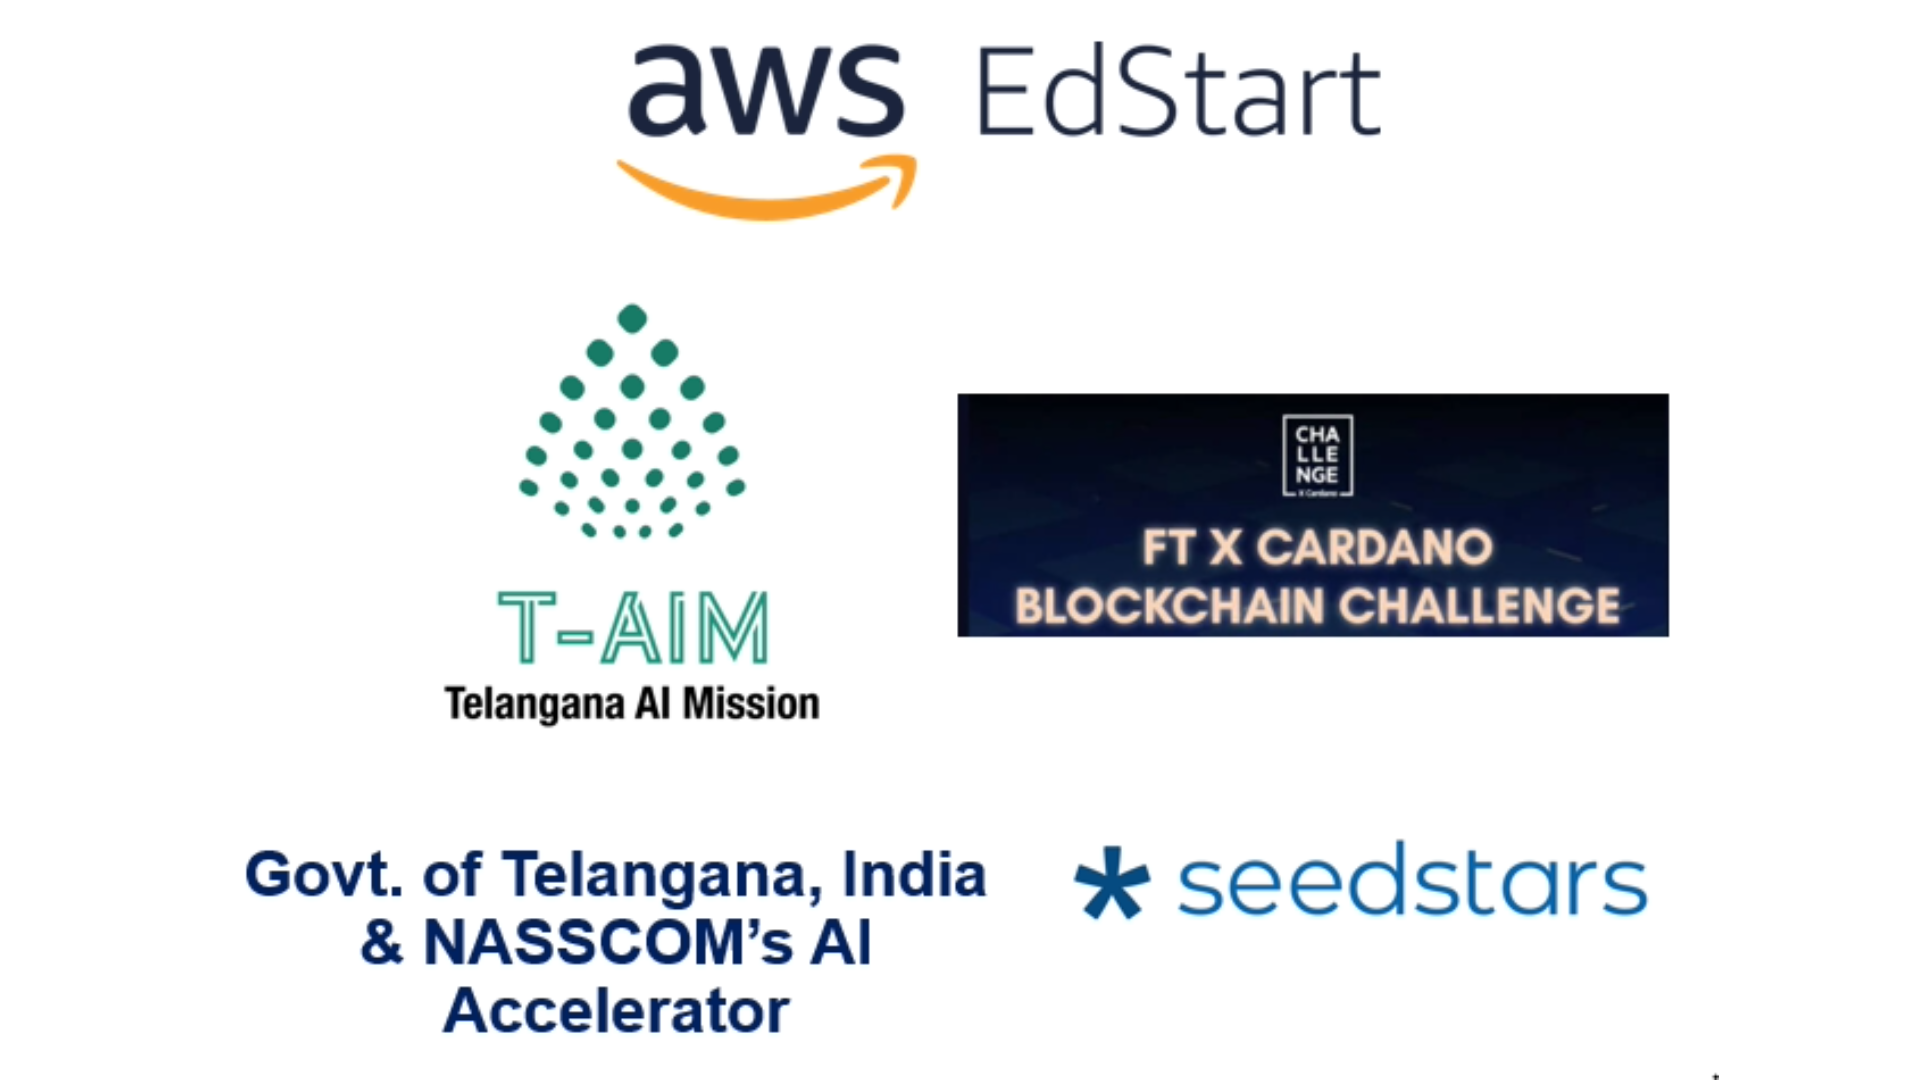 aws EdStart
CHA
LLE
NGE
X Cardano
FT X CARDANO
BLOCKCHAIN CHALLENGE
T-AIM
Telangana AI Mission
Govt. of Telangana, India
& NASSCOM’s AI
Accelerator
seedstars